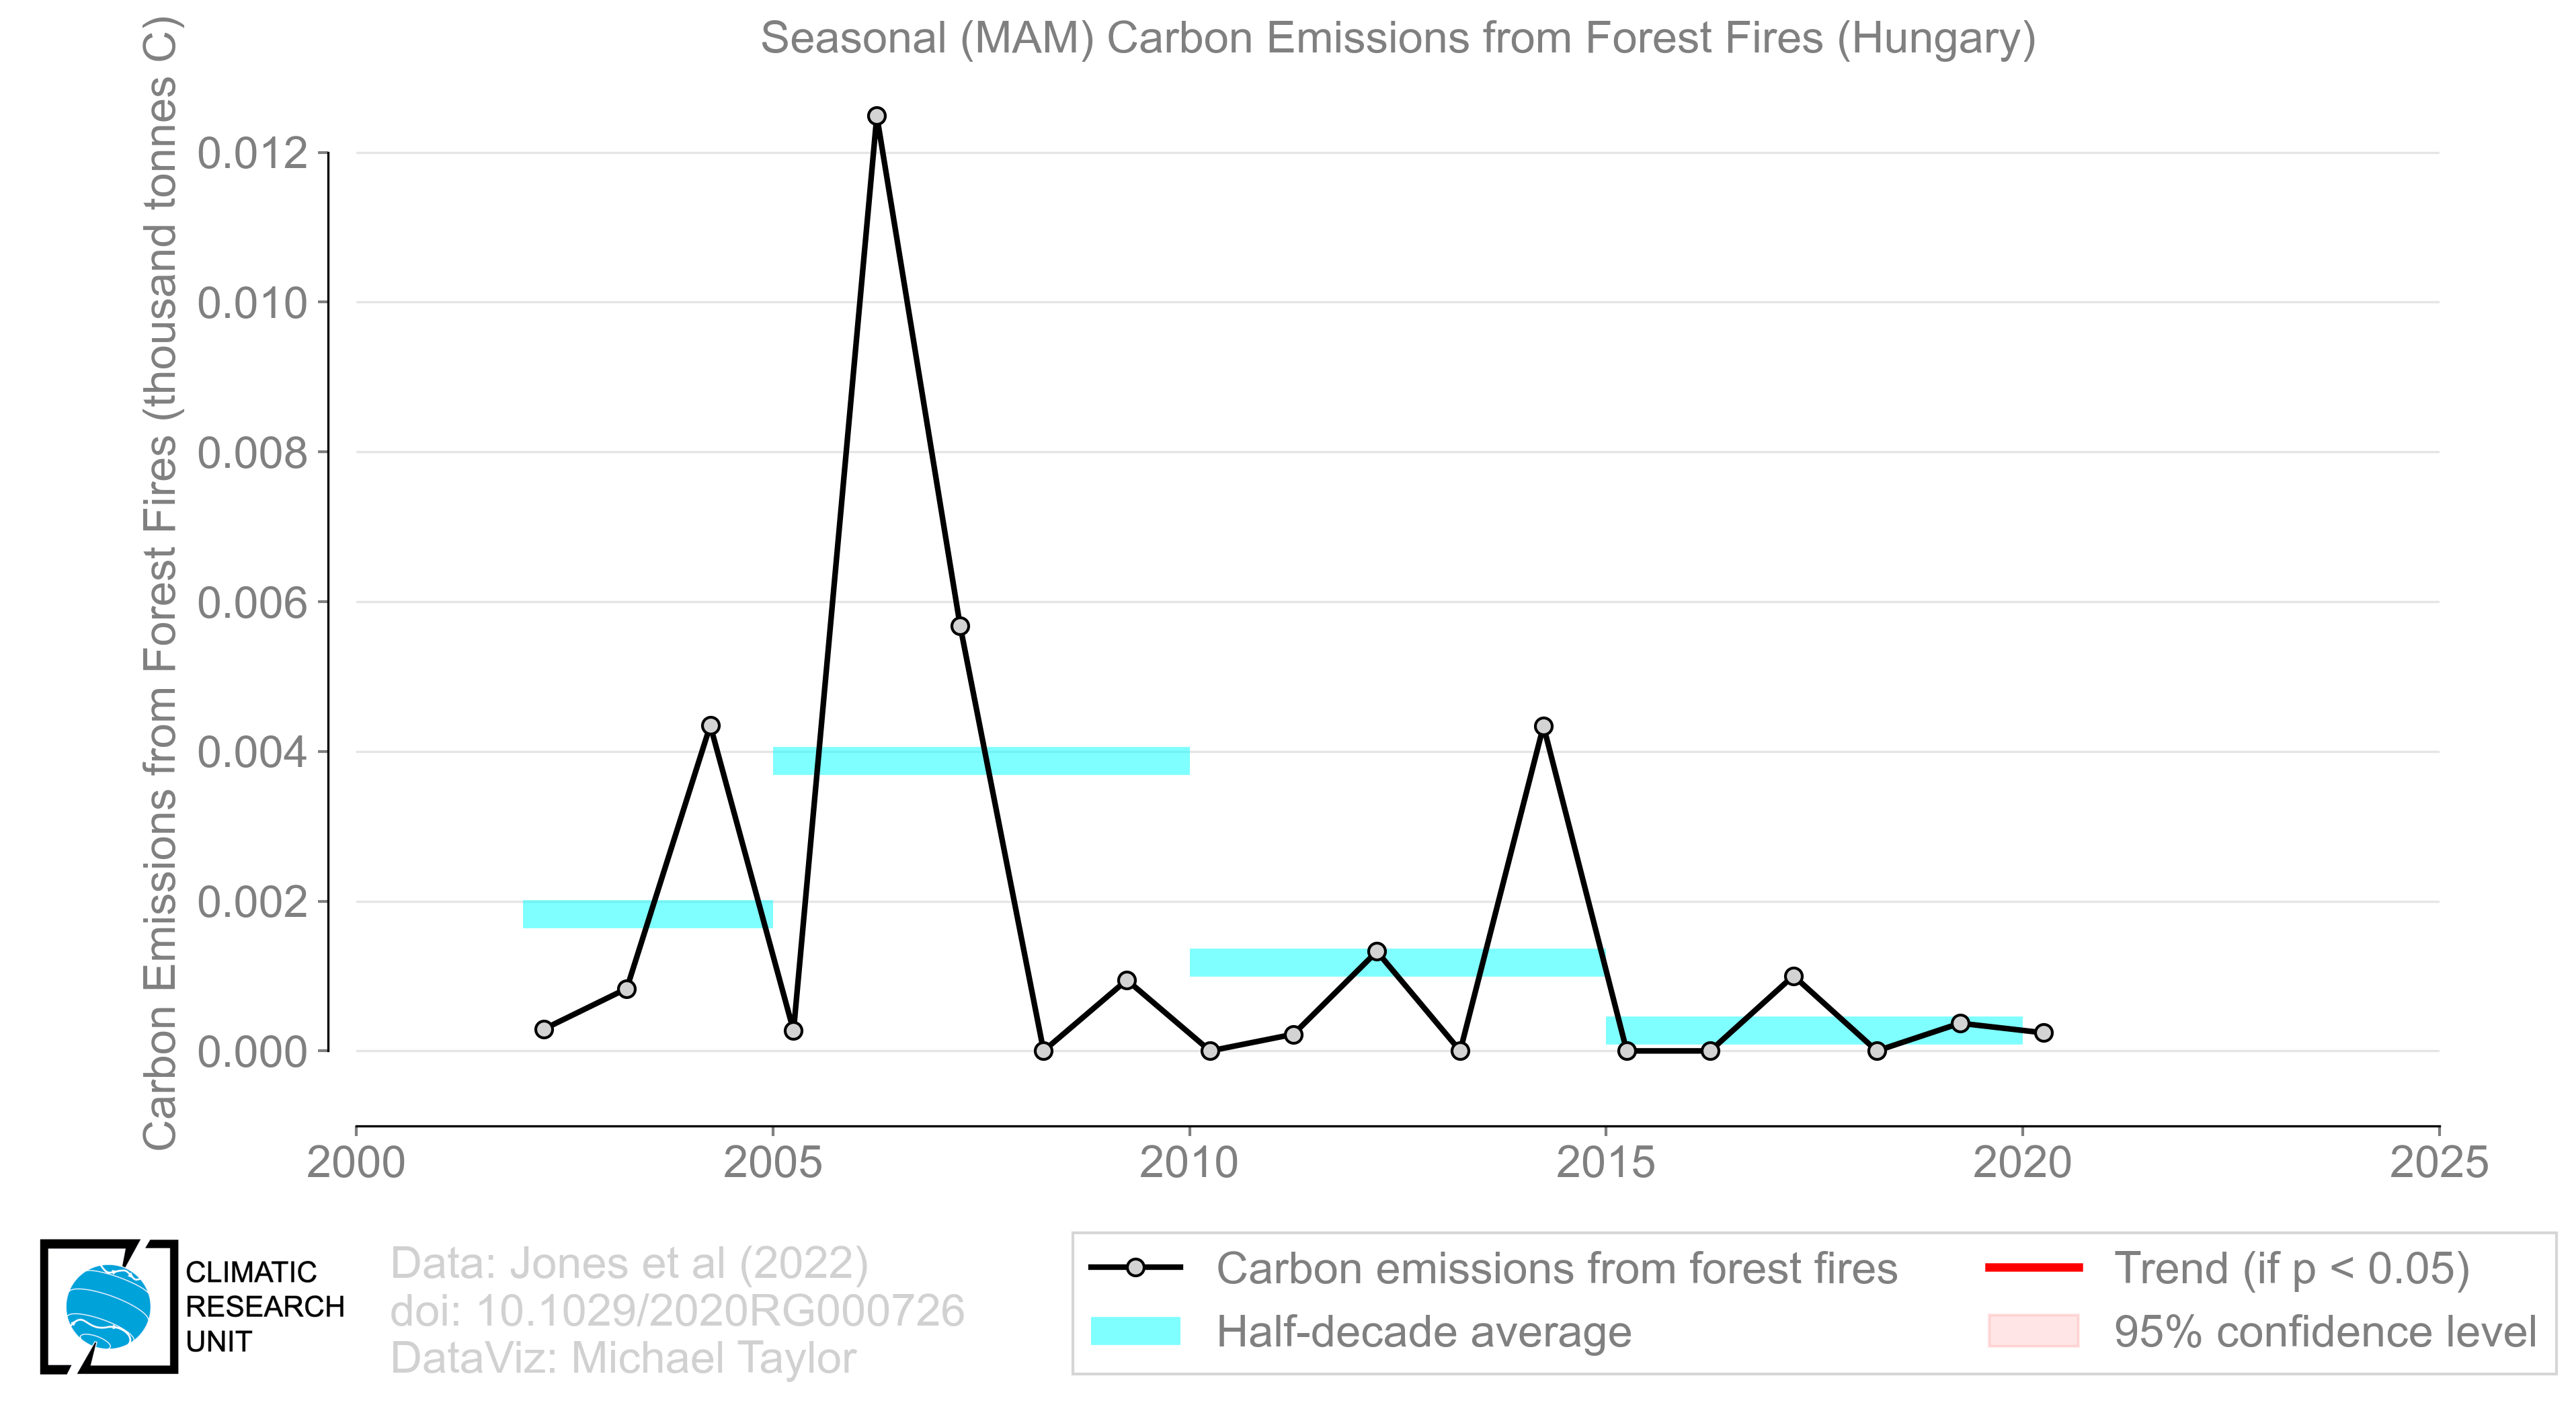 Seasonal (MAM) Carbon Emissions from Forest Fires (Hungary)
Carbon Emissions from Forest Fires (thousand tonnes C)
0.012
0.010
0.008
0.006
0.004
0.002
0.000
2000 2005 2010 2015 2020 2025
CLIMATIC
RESEARCH
UNIT
Data: Jones et al (2022)
doi: 10.1029/2020RG000726
DataViz: Michael Taylor
Carbon emissions from forest fires
Half-decade average
Trend (if p < 0.05)
95% confidence level